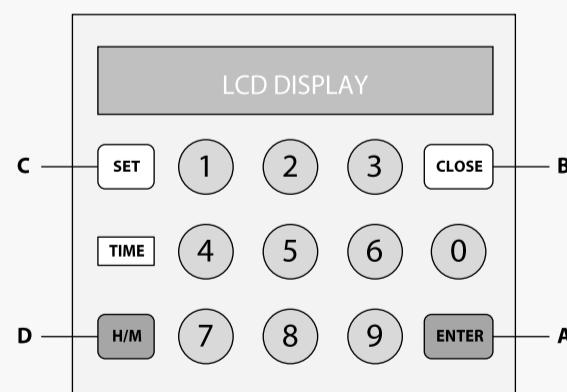 LCD DISPLAY
C SET 1 2 3 CLOSE B
TIME 4 5 6 0
D H/M 7 8 9 ENTER A